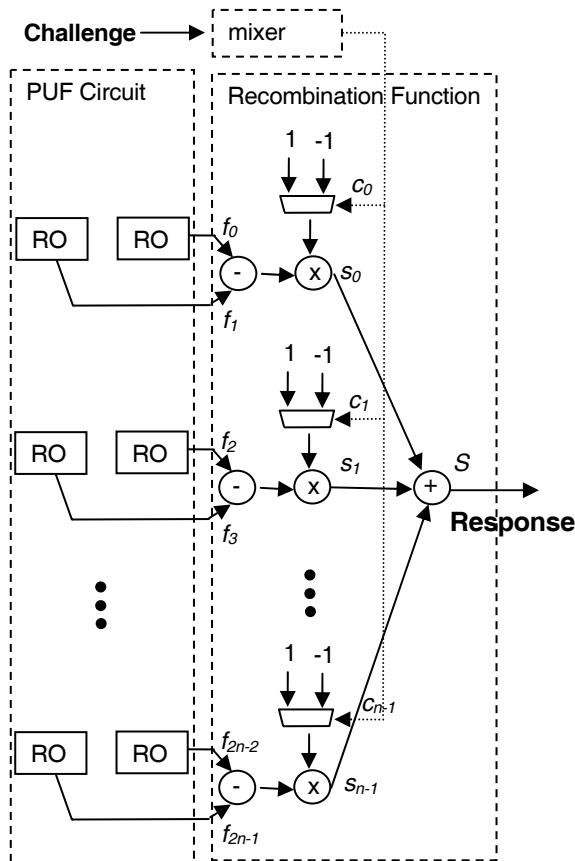 Challenge
mixer
PUF Circuit
Recombination Function
1 -1
c0
RO RO
f0
- x s0
f1
1 -1
c1
RO RO
f2
- x s1
+ S
f3
Response
1 -1
cn-1
RO RO
f2n-2
- x sn-1
f2n-1